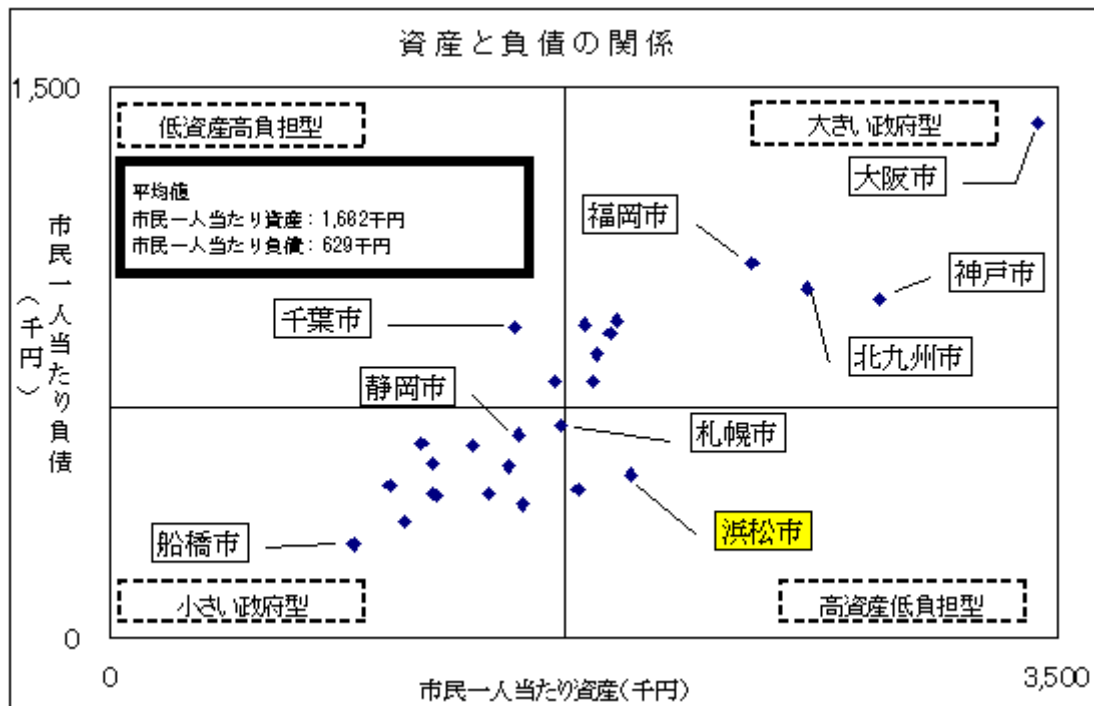 資産と負債の関係
1,500
低資産高負担型
大きい政府型
大阪市
平均値
市民一人当たり資産：1,682千円
市民一人当たり負債：629千円
福岡市
神戸市
千葉市
北九州市
静岡市
札幌市
浜松市
船橋市
小さい政府型
高資産低負担型
市民一人当たり負債
（千円）
0
0
市民一人当たり資産(千円)
3,500